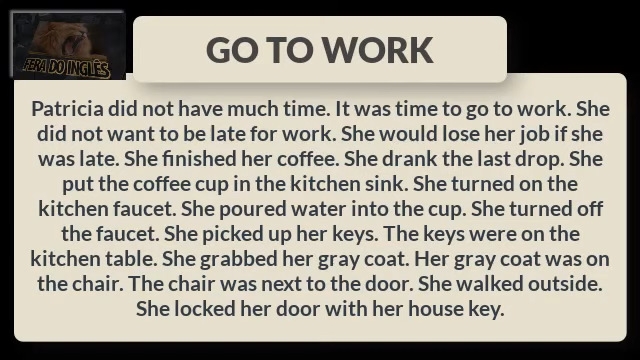 FERA DO INGLÊS
GO TO WORK
Patricia did not have much time. It was time to go to work. She
did not want to be late for work. She would lose her job if she
was late. She finished her coffee. She drank the last drop. She
put the coffee cup in the kitchen sink. She turned on the
kitchen faucet. She poured water into the cup. She turned off
the faucet. She picked up her keys. The keys were on the
kitchen table. She grabbed her gray coat. Her gray coat was on
the chair. The chair was next to the door. She walked outside.
She locked her door with her house key.